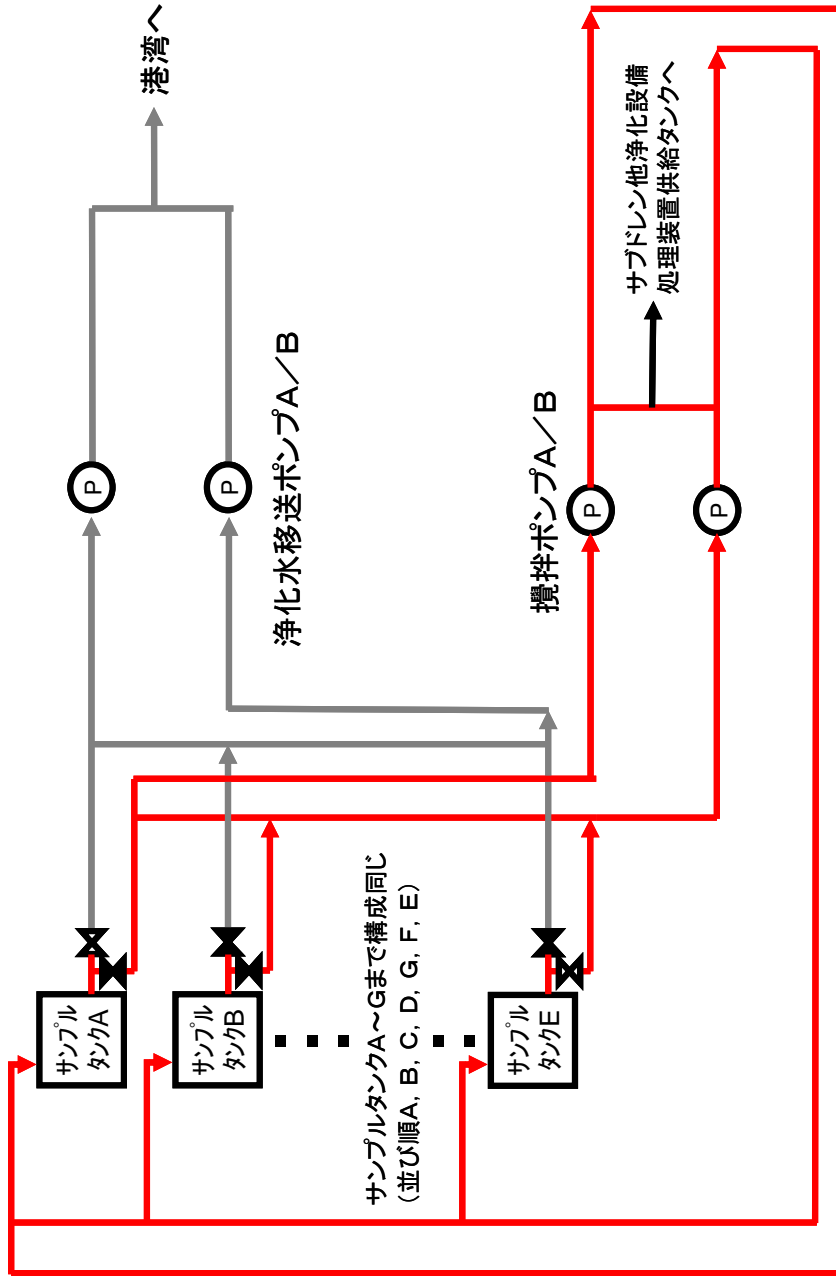 サンプル
タンクA
サンプル
タンクB
サンプルタンクA～Gまで構成同じ
（並び順A, B, C, D, G, F, E）
サンプル
タンクE
P
P
浄化水移送ポンプA／B
港湾へ
攪拌ポンプA／B
P
P
サブドレン他浄化設備
処理装置供給タンクへ